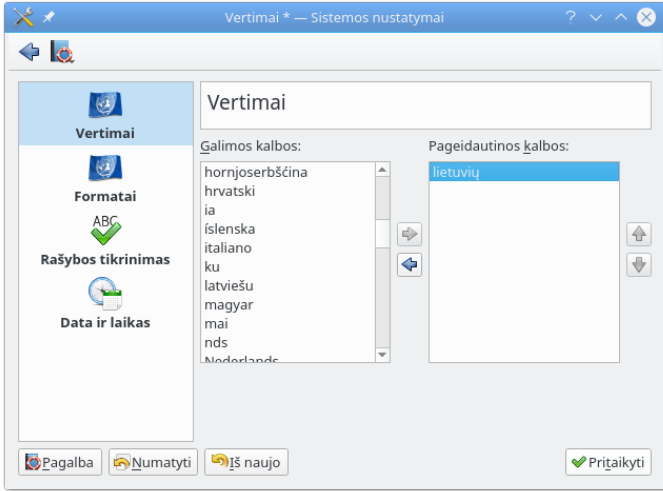 Vertimai * — Sistemos nustatymai
Vertimai
Formatai
ABC
Rašybos tikrinimas
Data ir laikas
Vertimai
Galimos kalbos:
hornjoserbšćina
hrvatski
ia
íslenska
italiano
ku
latviešu
magyar
mai
nds
Nederlands
Pageidautinos kalbos:
lietuvių
Pagalba
Numatyti
Iš naujo
Pritaikyti